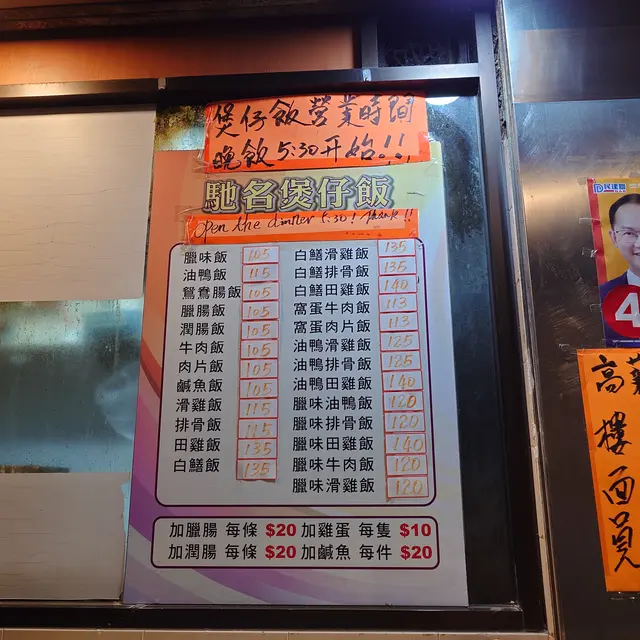 煲仔飯營業時間
晚飯 5:30 開始!!
馳名煲仔飯
Open the dinner 5:30! Thank!!
臘味飯 105
油鴨飯 115
鴛鴦腸飯 105
臘腸飯 105
潤腸飯 105
牛肉飯 105
肉片飯 105
鹹魚飯 105
滑雞飯 115
排骨飯 115
田雞飯 135
白鱔飯 135
白鱔滑雞飯 135
白鱔排骨飯 135
白鱔田雞飯 140
窩蛋牛肉飯 113
窩蛋肉片飯 113
油鴨滑雞飯 125
油鴨排骨飯 125
油鴨田雞飯 140
臘味油鴨飯 120
臘味排骨飯 120
臘味田雞飯 140
臘味牛肉飯 120
臘味滑雞飯 120
加臘腸 每條 $20 加雞蛋 每隻 $10
加潤腸 每條 $20 加鹹魚 每件 $20
民建聯
4
高
樓面員